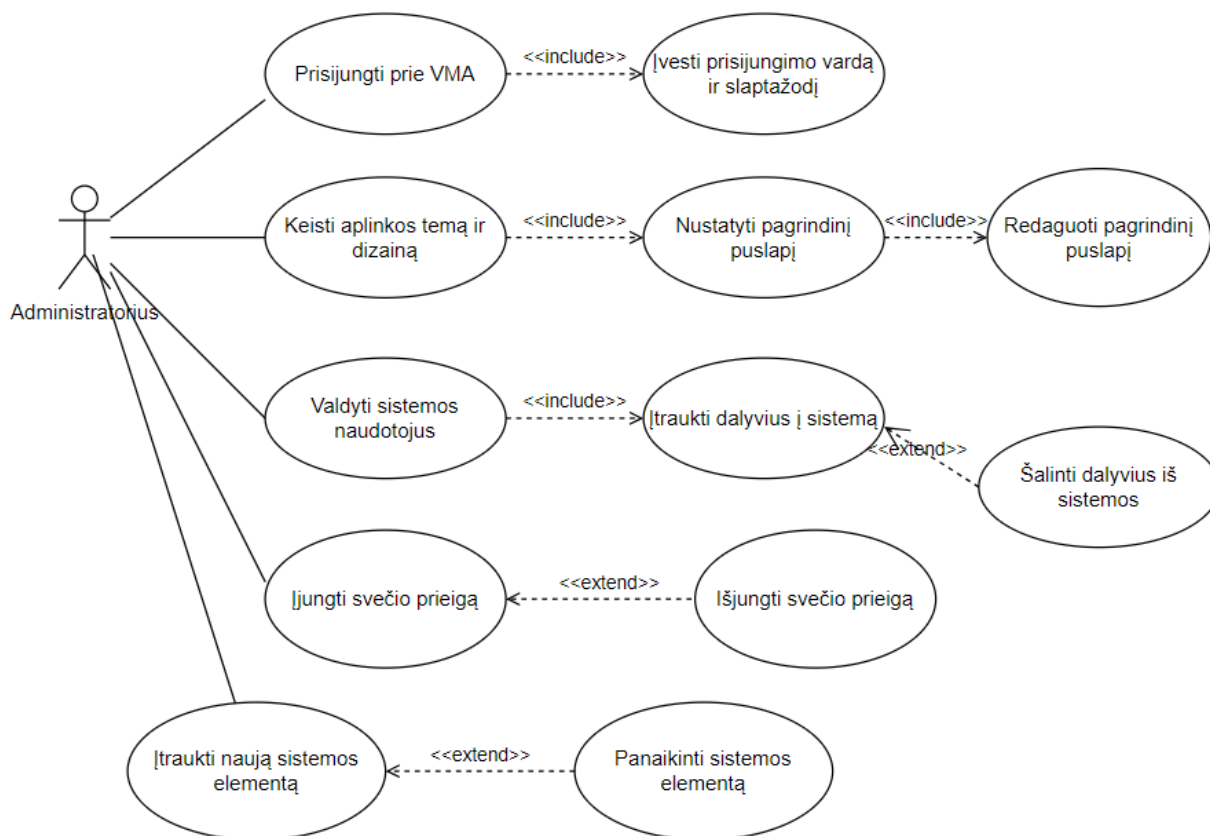 Prisijungti prie VMA
<<include>>
Įvesti prisijungimo vardą
ir slaptažodį
Administratorius
Keisti aplinkos temą ir
dizainą
<<include>>
Nustatyti pagrindinį
puslapį
<<include>>
Redaguoti pagrindinį
puslapį
Valdyti sistemos
naudotojus
<<include>>
Įtraukti dalyvius į sistemą
<<extend>>
Šalinti dalyvius iš
sistemos
Įjungti svečio prieigą
<<extend>>
Išjungti svečio prieigą
Įtraukti naują sistemos
elementą
<<extend>>
Panaikinti sistemos
elementą